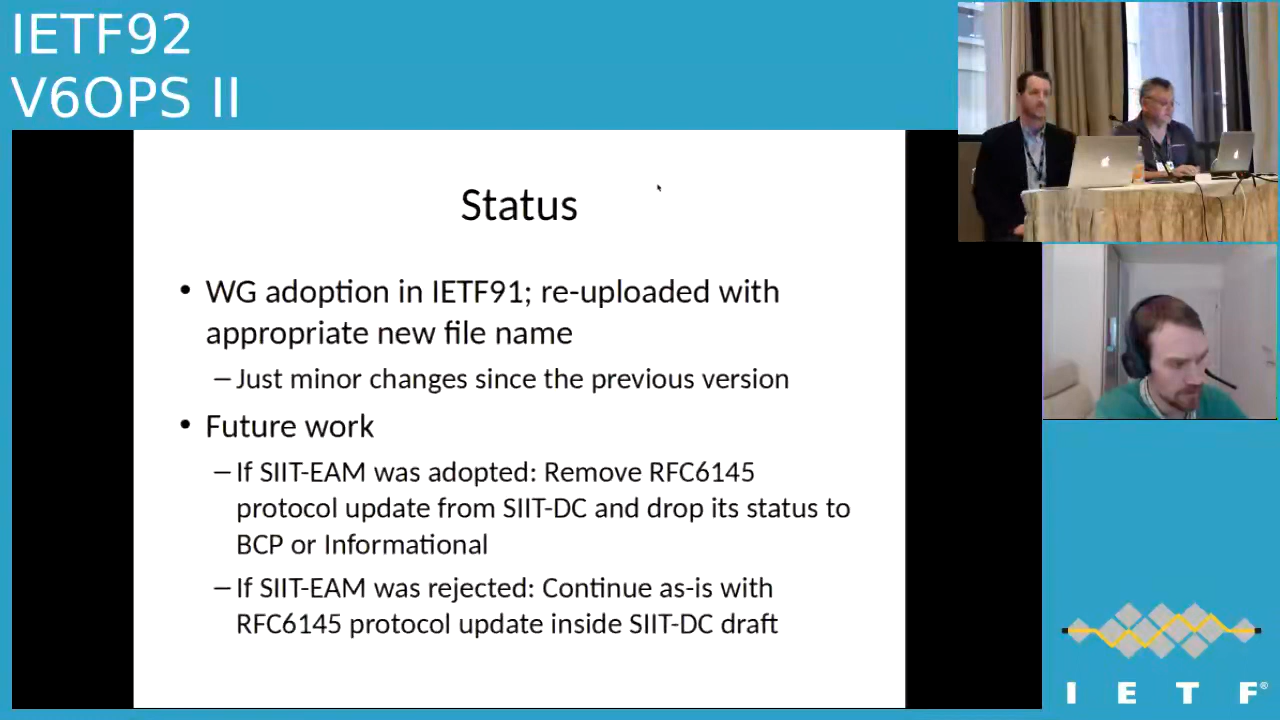 IETF92
V6OPS II
Status
• WG adoption in IETF91; re-uploaded with
appropriate new file name
– Just minor changes since the previous version
• Future work
– If SIIT-EAM was adopted: Remove RFC6145
protocol update from SIIT-DC and drop its status to
BCP or Informational
– If SIIT-EAM was rejected: Continue as-is with
RFC6145 protocol update inside SIIT-DC draft
I E T F®